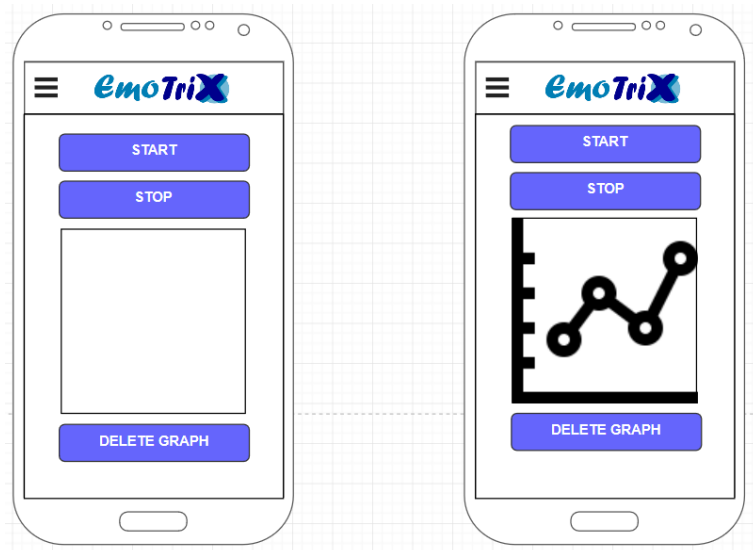 EmoTriX
START
STOP
DELETE GRAPH
EmoTriX
START
STOP
DELETE GRAPH